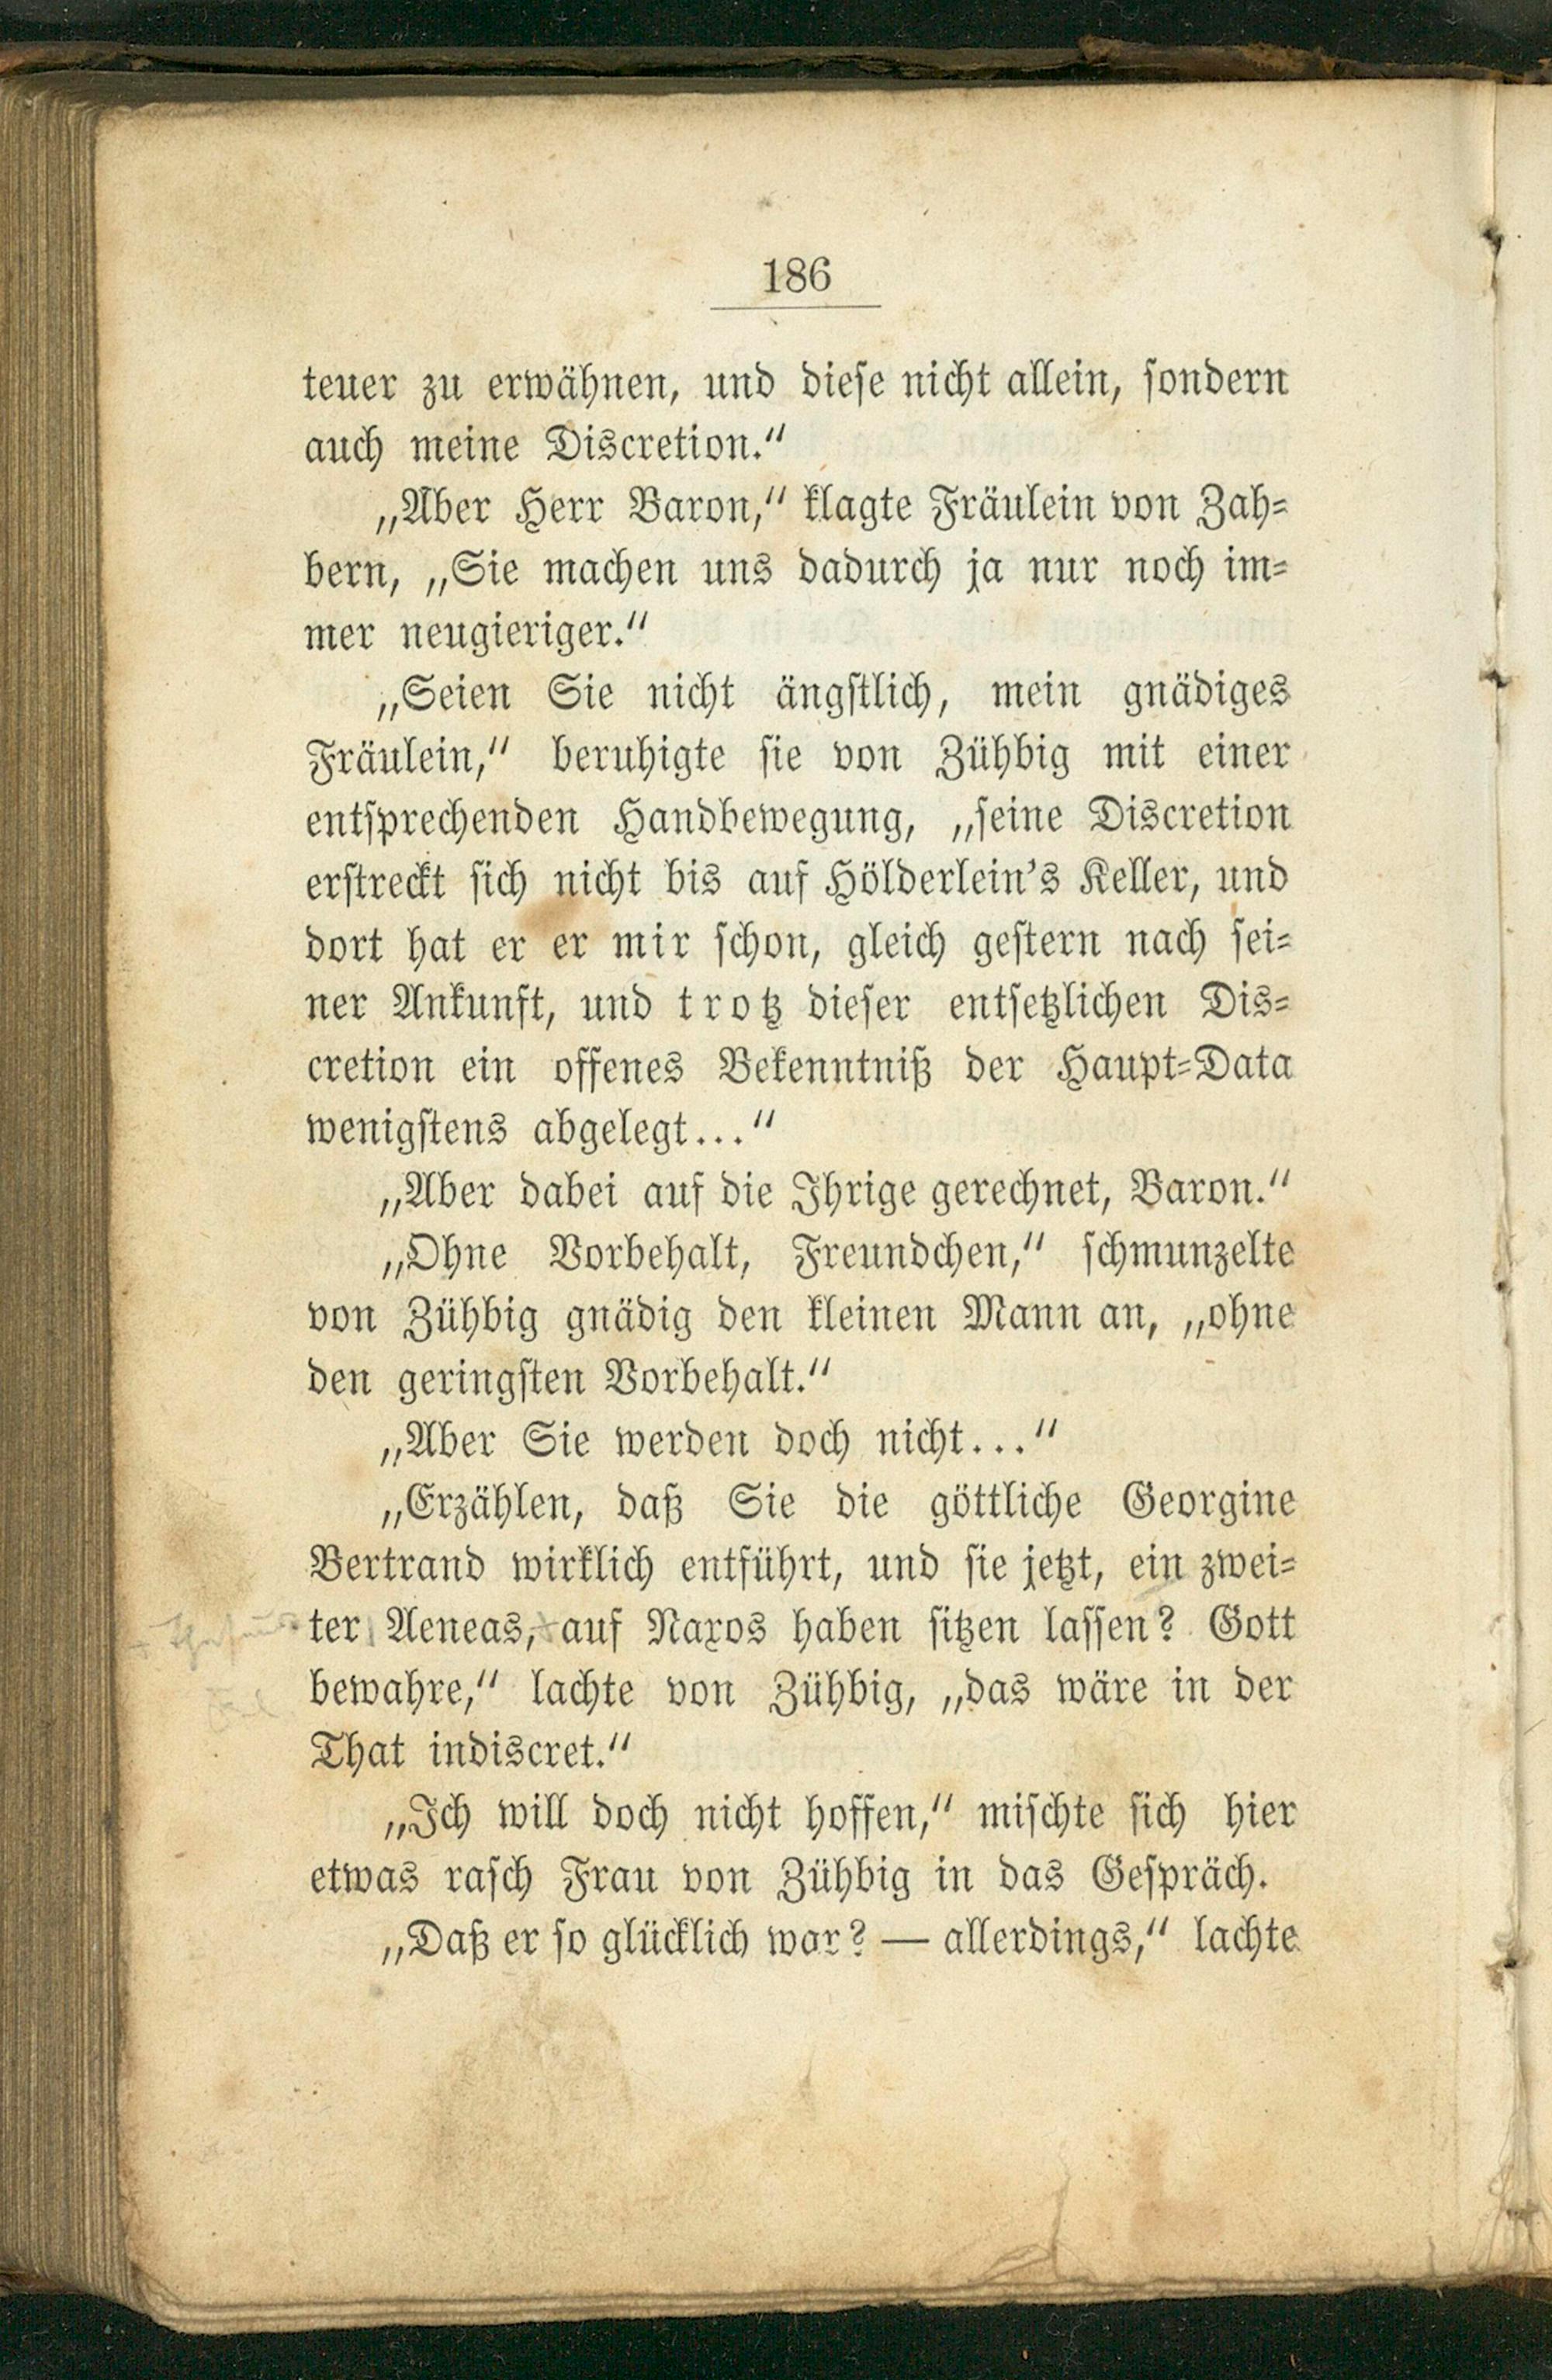 186
teuer zu erwähnen, und dieſe nicht allein, ſondern
auch meine Discretion.“
„Aber Herr Baron,“ klagte Fräulein von Zah⸗
bern, „Sie machen uns dadurch ja nur noch im⸗
mer neugieriger.“
„Seien Sie nicht ängſtlich, mein gnädiges
Fräulein,“ beruhigte ſie von Zühbig mit einer
entſprechenden Handbewegung, „ſeine Discretion
erſtreckt ſich nicht bis auf Hölderlein’s Keller, und
dort hat er er mir ſchon, gleich geſtern nach ſei⸗
ner Ankunft, und trotz dieſer entſetzlichen Dis⸗
cretion ein offenes Bekenntniß der Haupt⸗Data
wenigſtens abgelegt...“
„Aber dabei auf die Ihrige gerechnet, Baron.“
„Ohne Vorbehalt, Freundchen,“ ſchmunzelte
von Zühbig gnädig den kleinen Mann an, „ohne
den geringſten Vorbehalt.“
„Aber Sie werden doch nicht...“
„Erzählen, daß Sie die göttliche Georgine
Bertrand wirklich entführt, und ſie jetzt, ein zwei⸗
ter Aeneas, auf Naxos haben ſitzen laſſen? Gott
bewahre,“ lachte von Zühbig, „das wäre in der
That indiscret.“
„Ich will doch nicht hoffen,“ miſchte ſich hier
etwas raſch Frau von Zühbig in das Geſpräch.
„Daß er ſo glücklich war? — allerdings,“ lachte